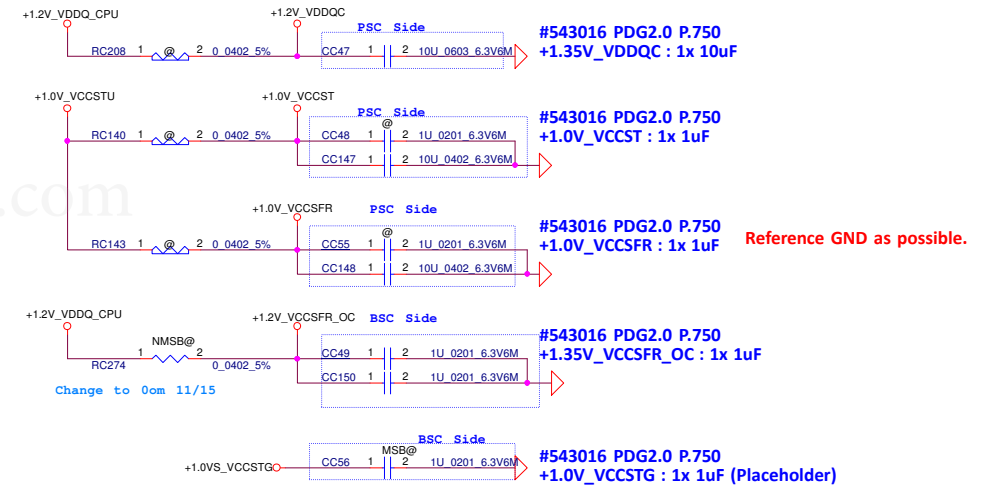 +1.2V_VDDQ_CPU +1.2V_VDDQC
PSC Side
RC208 1 @ 2 0_0402_5% CC47 1 2 10U_0603_6.3V6M
#543016 PDG2.0 P.750
+1.35V_VDDQC : 1x 10uF
+1.0V_VCCSTU +1.0V_VCCST
PSC Side
@
RC140 1 @ 2 0_0402_5% CC48 1 2 1U_0201_6.3V6M
CC147 1 2 10U_0402_6.3V6M
#543016 PDG2.0 P.750
+1.0V_VCCST : 1x 1uF
.com
+1.0V_VCCSFR PSC Side
@
RC143 1 @ 2 0_0402_5% CC55 1 2 1U_0201_6.3V6M
CC148 1 2 10U_0402_6.3V6M
#543016 PDG2.0 P.750
+1.0V_VCCSFR : 1x 1uF
Reference GND as possible.
+1.2V_VDDQ_CPU +1.2V_VCCSFR_OC BSC Side
NMSB@
RC274 1 2 0_0402_5% CC49 1 2 1U_0201_6.3V6M
CC150 1 2 1U_0201_6.3V6M
#543016 PDG2.0 P.750
+1.35V_VCCSFR_OC : 1x 1uF
Change to 0om 11/15
BSC Side
MSB@
+1.0VS_VCCSTG CC56 1 2 1U_0201_6.3V6M
#543016 PDG2.0 P.750
+1.0V_VCCSTG : 1x 1uF (Placeholder)